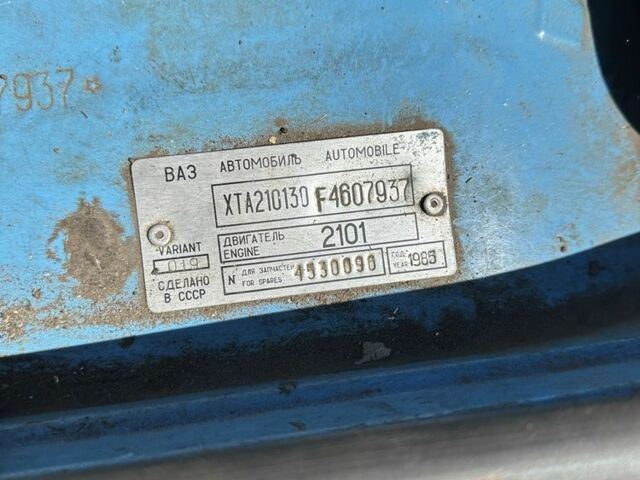 7937*
ВАЗ АВТОМОБИЛЬ AUTOMOBILE
XTA210130 F4607937
ДВИГАТЕЛЬ ENGINE 2101
VARIANT
019
N ДЛЯ ЗАПЧАСТЕЙ FOR SPARES 4530090
ГОД YEAR 1985
СДЕЛАНО
В СССР